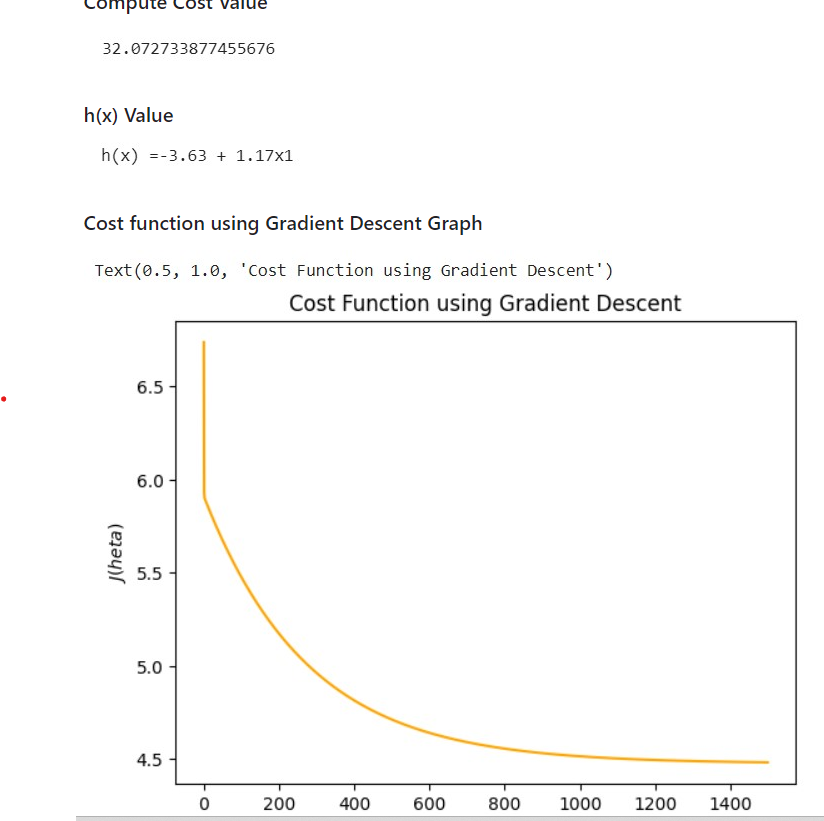 Compute Cost Value
32.072733877455676
h(x) Value
h(x) =-3.63 + 1.17x1
Cost function using Gradient Descent Graph
Text(0.5, 1.0, 'Cost Function using Gradient Descent')
Cost Function using Gradient Descent
6.5
6.0
J(heta)
5.5
5.0
4.5
0 200 400 600 800 1000 1200 1400